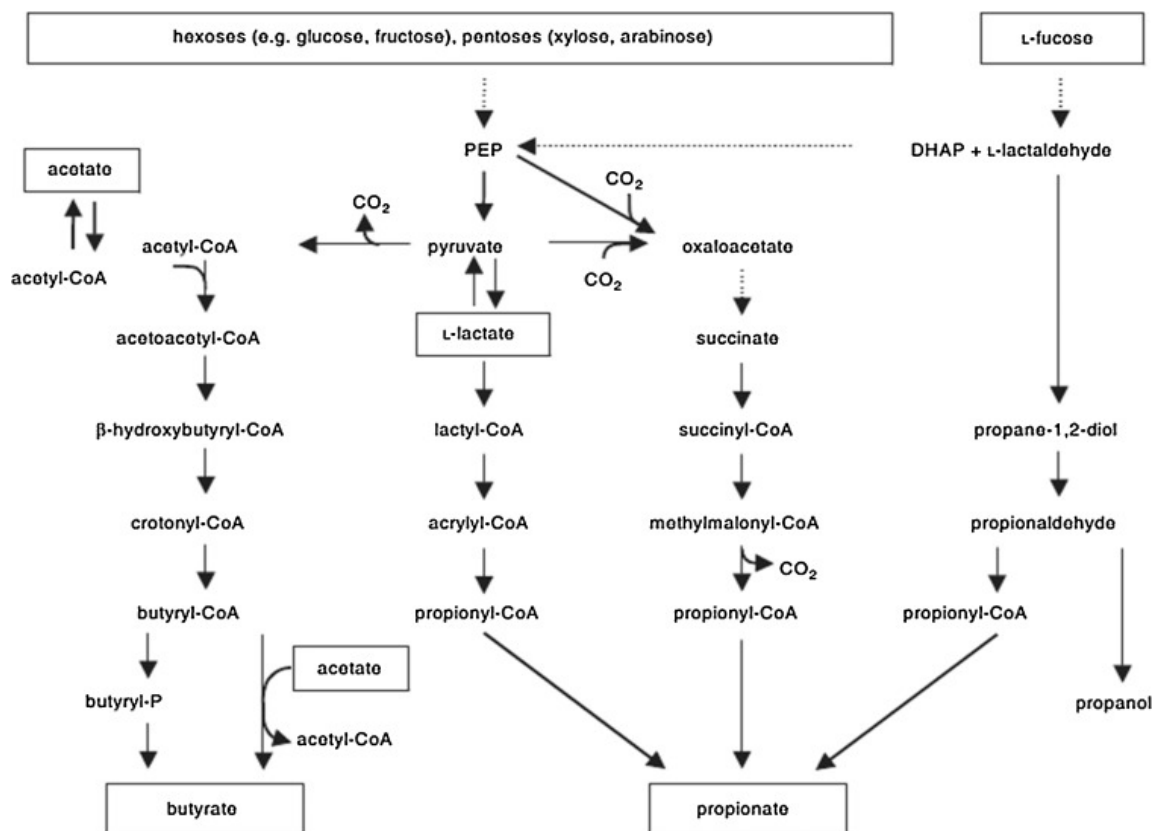 hexoses (e.g. glucose, fructose), pentoses (xylose, arabinose)
L-fucose
PEP
DHAP + L-lactaldehyde
acetate
CO₂
CO₂
acetyl-CoA
pyruvate
oxaloacetate
acetyl-CoA
CO₂
acetoacetyl-CoA
L-lactate
succinate
β-hydroxybutyryl-CoA
lactyl-CoA
succinyl-CoA
propane-1,2-diol
crotonyl-CoA
acrylyl-CoA
methylmalonyl-CoA
propionaldehyde
CO₂
butyryl-CoA
propionyl-CoA
propionyl-CoA
propionyl-CoA
acetate
butyryl-P
propanol
acetyl-CoA
butyrate
propionate